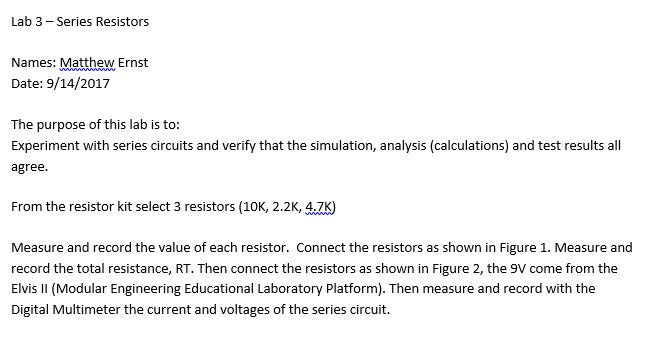 Lab 3 – Series Resistors
Names: Matthew Ernst
Date: 9/14/2017
The purpose of this lab is to:
Experiment with series circuits and verify that the simulation, analysis (calculations) and test results all
agree.
From the resistor kit select 3 resistors (10K, 2.2K, 4.7K)
Measure and record the value of each resistor.  Connect the resistors as shown in Figure 1. Measure and
record the total resistance, RT. Then connect the resistors as shown in Figure 2, the 9V come from the
Elvis II (Modular Engineering Educational Laboratory Platform). Then measure and record with the
Digital Multimeter the current and voltages of the series circuit.